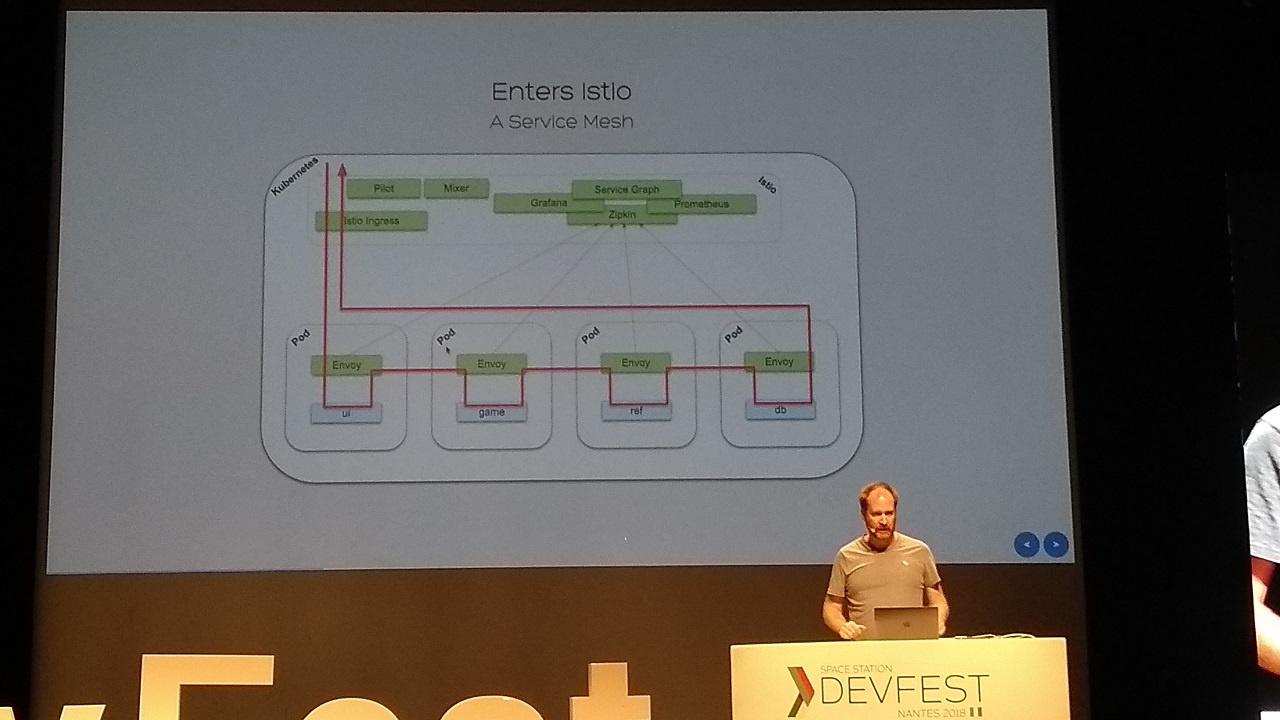 Enters Istio
A Service Mesh
Kubernetes
Pilot
Mixer
Service Graph
Istio
Grafana
Prometheus
Istio Ingress
Zipkin
Pod
Pod
Pod
Pod
Envoy
Envoy
Envoy
Envoy
ui
game
ref
db
< >
SPACE STATION
DEVFEST
NANTES 2018